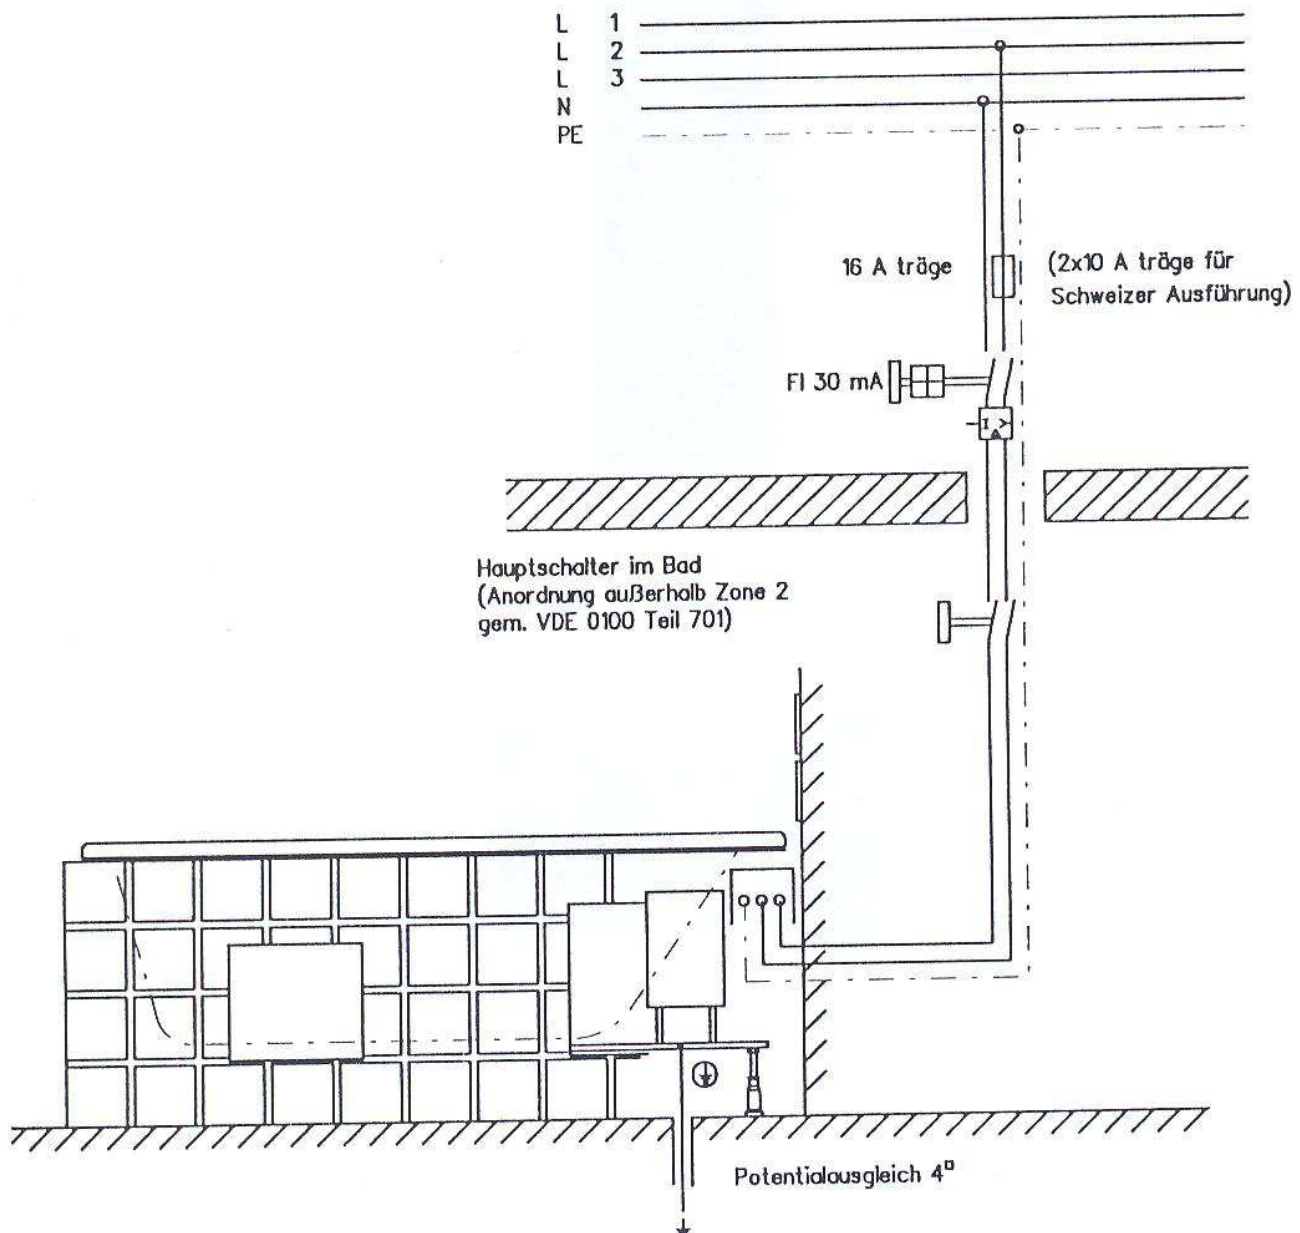 L 1
L 2
L 3
N
PE
16 A träge
(2x10 A träge für
Schweizer Ausführung)
FI 30 mA
I >
Hauptschalter im Bad
(Anordnung außerhalb Zone 2
gem. VDE 0100 Teil 701)
Potentialausgleich 4□